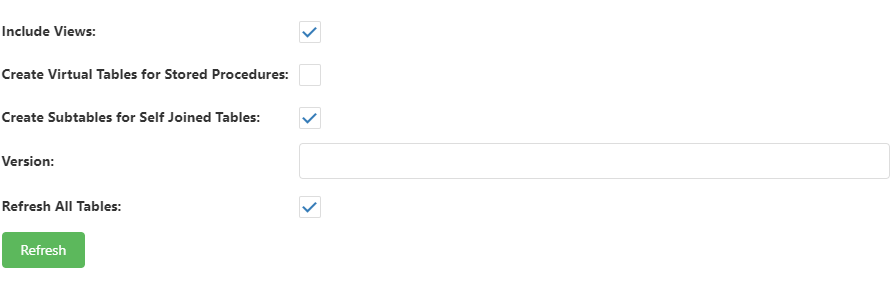 Include Views:
Create Virtual Tables for Stored Procedures:
Create Subtables for Self Joined Tables:
Version:
Refresh All Tables:
Refresh